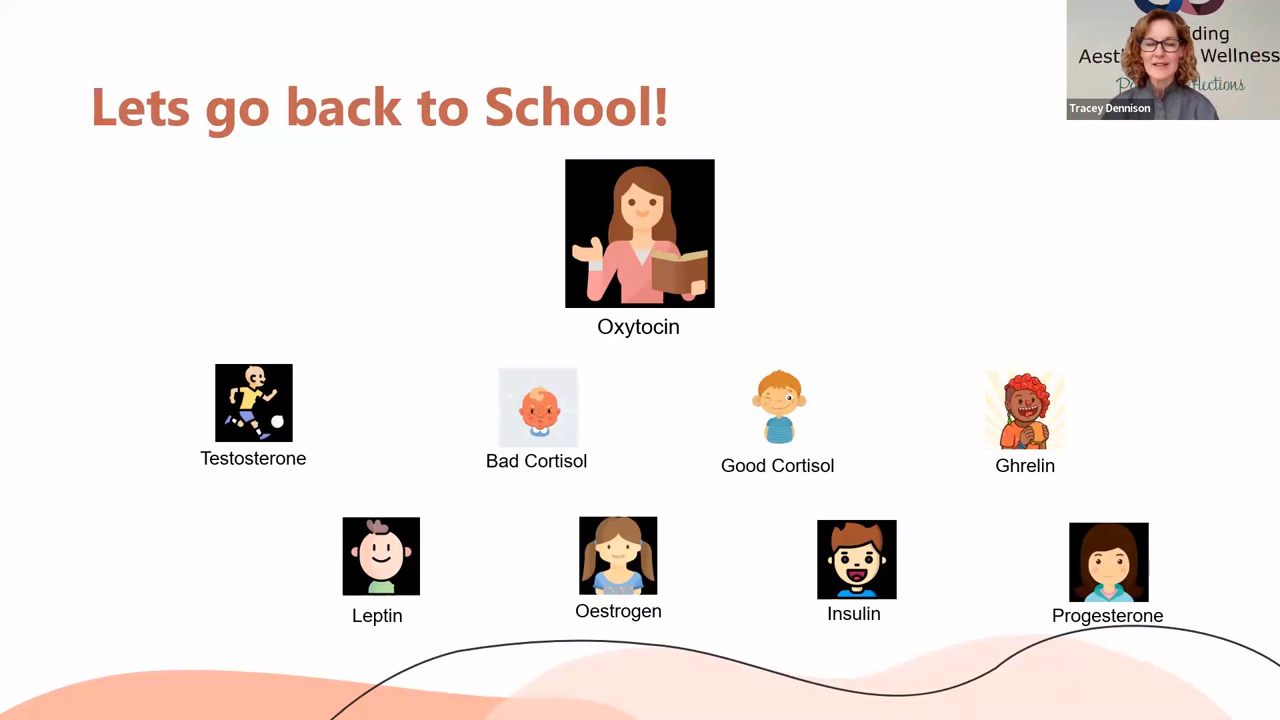 Lets go back to School!
Aest Wellness
Tracey Dennison
Oxytocin
Testosterone
Bad Cortisol
Good Cortisol
Ghrelin
Leptin
Oestrogen
Insulin
Progesterone